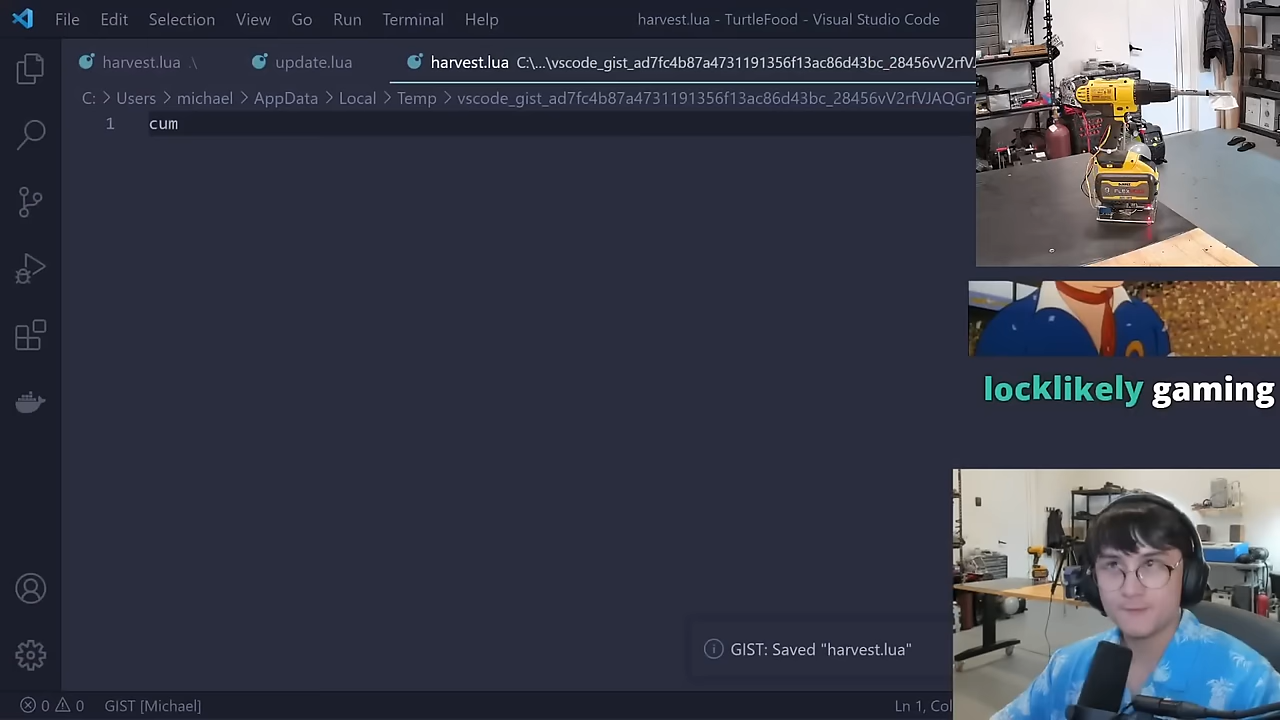 File Edit Selection View Go Run Terminal Help harvest.lua - TurtleFood - Visual Studio Code
harvest.lua .\ update.lua harvest.lua C:\...\vscode_gist_ad7fc4b87a4731191356f13ac86d43bc_28456vV2rfVJ
C: > Users > michael > AppData > Local > Temp > vscode_gist_ad7fc4b87a4731191356f13ac86d43bc_28456vV2rfVJAQGr
1 cum
FLEX
locklikely gaming
GIST: Saved "harvest.lua"
0 0 GIST [Michael] Ln 1, Col